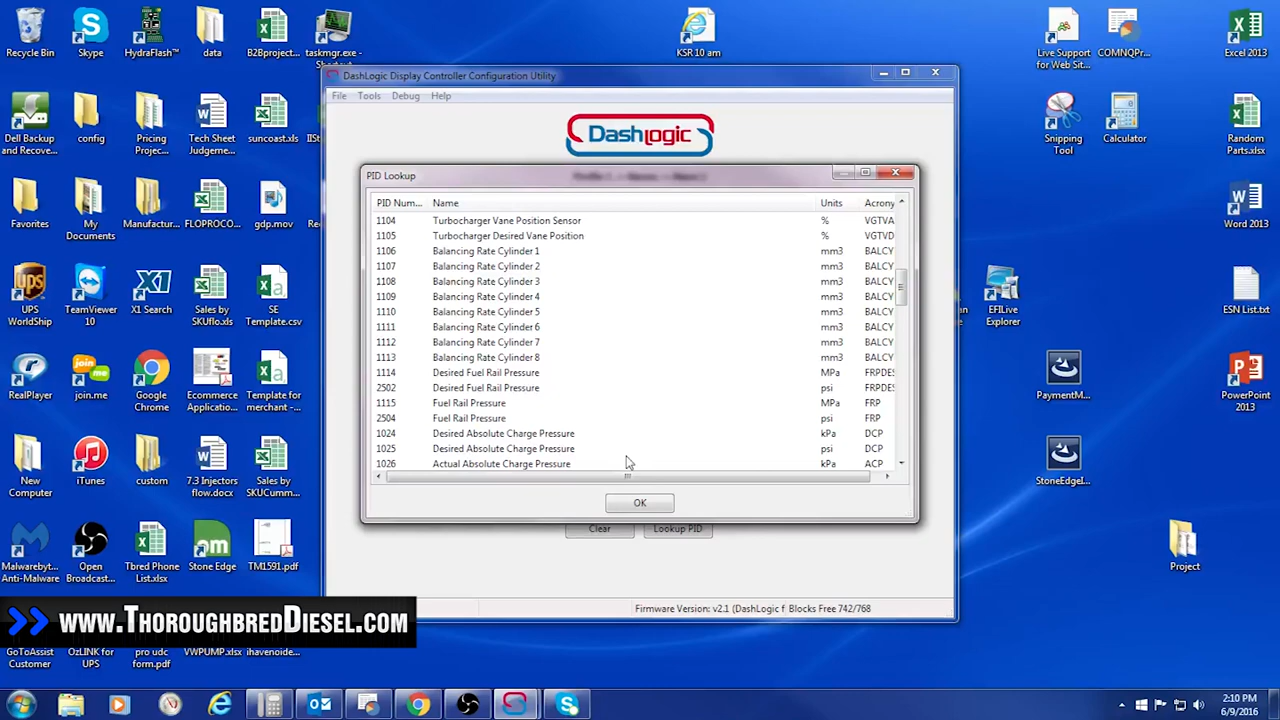 Recycle Bin
Skype
HydraFlash™
data
B2Bproject...
taskmgr.exe -
Shortcut
KSR 10 am
Live Support
for Web Sit...
COMNQPr...
Excel 2013
Dell Backup
and Recove...
config
Pricing
Projec...
Tech Sheet
Judgeme...
suncoast.xls
Snipping
Tool
Calculator
Random
Parts.xlsx
Favorites
My
Documents
Manufactur...
FLOPROCO...
gdp.mov
Word 2013
UPS
WorldShip
TeamViewer
10
X1 Search
Sales by
SKUflo.xls
SE
Template.csv
EFILive
Explorer
ESN List.txt
RealPlayer
join.me
Google
Chrome
Ecommerce
Applicatio...
Template for
merchant -...
PaymentM...
PowerPoint
2013
New
Computer
iTunes
custom
7.3 Injectors
flow.docx
Sales by
SKUCumm...
StoneEdgeI...
Malwarebyt...
Anti-Malware
Open
Broadcast...
Tbred Phone
List.xlsx
Stone Edge
TM1591.pdf
Project
GoToAssist
Customer
OzLINK for
UPS
pro udc
form.pdf
VWPUMP.xlsx
ihavenoide...
DashLogic Display Controller Configuration Utility
File Tools Debug Help
DashLogic
PID Lookup
PID Num... Name Units Acrony
1104 Turbocharger Vane Position Sensor % VGTVA
1105 Turbocharger Desired Vane Position % VGTVD
1106 Balancing Rate Cylinder 1 mm3 BALCY
1107 Balancing Rate Cylinder 2 mm3 BALCY
1108 Balancing Rate Cylinder 3 mm3 BALCY
1109 Balancing Rate Cylinder 4 mm3 BALCY
1110 Balancing Rate Cylinder 5 mm3 BALCY
1111 Balancing Rate Cylinder 6 mm3 BALCY
1112 Balancing Rate Cylinder 7 mm3 BALCY
1113 Balancing Rate Cylinder 8 mm3 BALCY
1114 Desired Fuel Rail Pressure MPa FRPDES
2502 Desired Fuel Rail Pressure psi FRPDES
1115 Fuel Rail Pressure MPa FRP
2504 Fuel Rail Pressure psi FRP
1024 Desired Absolute Charge Pressure kPa DCP
1025 Desired Absolute Charge Pressure psi DCP
1026 Actual Absolute Charge Pressure kPa ACP
OK
Clear Lookup PID
Firmware Version: v2.1 (DashLogic f Blocks Free 742/768
www.ThoroughbredDiesel.com
2:10 PM
6/9/2016